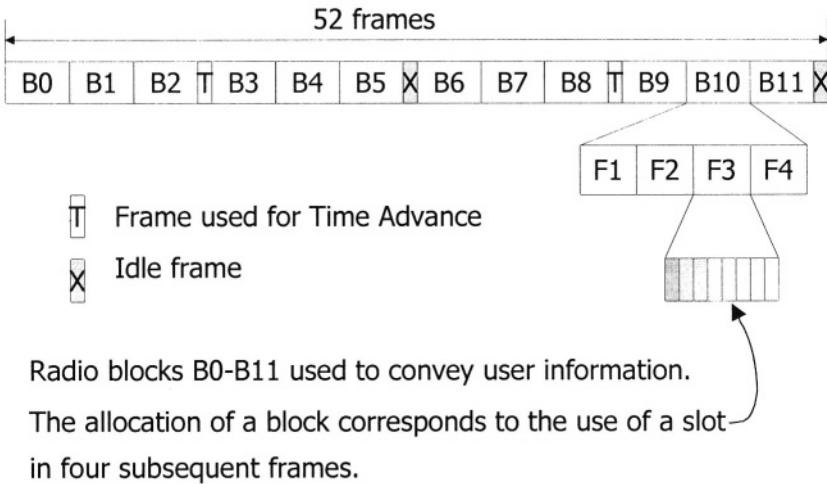 52 frames
B0 B1 B2 T B3 B4 B5 X B6 B7 B8 T B9 B10 B11 X
F1 F2 F3 F4
T Frame used for Time Advance
X Idle frame
Radio blocks B0-B11 used to convey user information.
The allocation of a block corresponds to the use of a slot
in four subsequent frames.